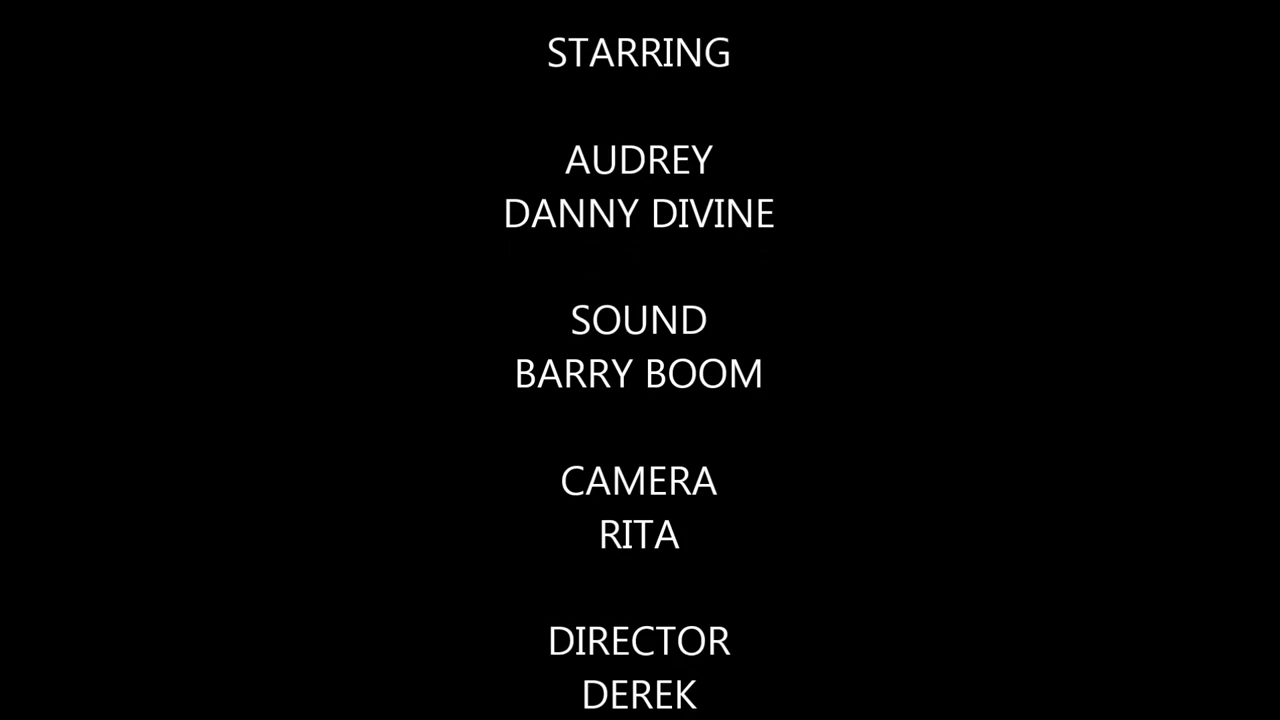 STARRING
AUDREY
DANNY DIVINE
SOUND
BARRY BOOM
CAMERA
RITA
DIRECTOR
DEREK